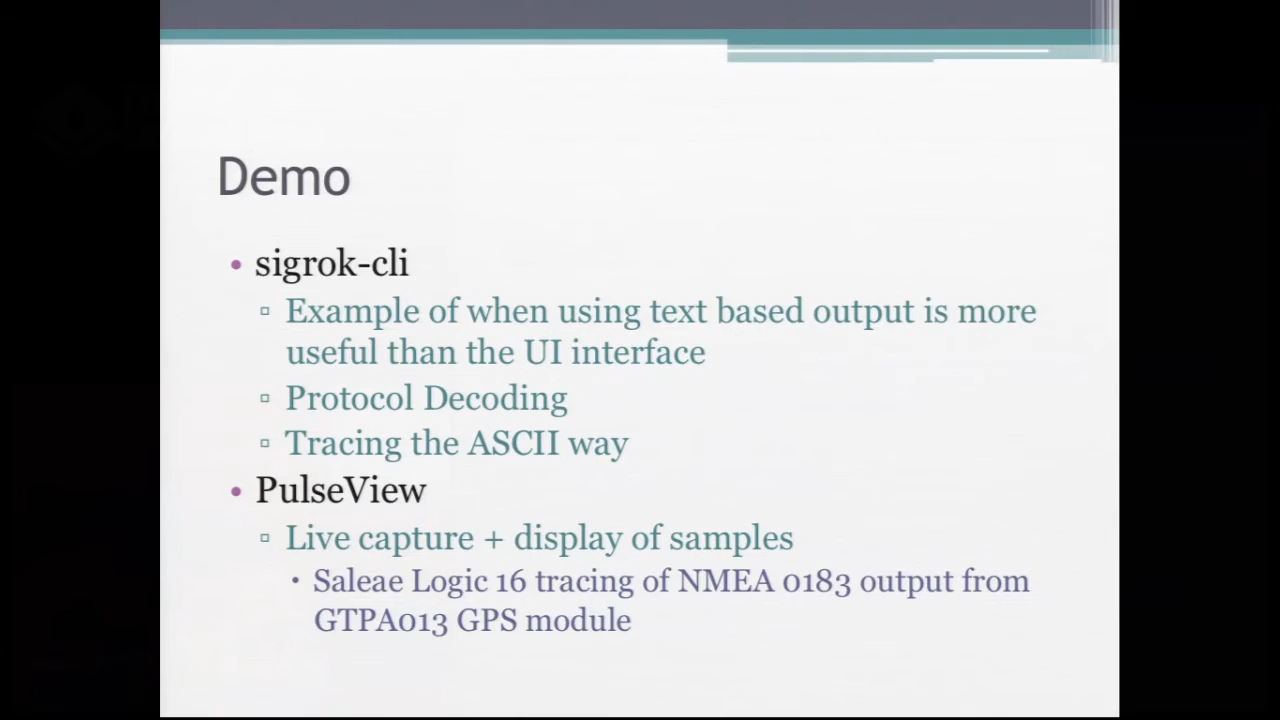 Demo
• sigrok-cli
▫ Example of when using text based output is more
useful than the UI interface
▫ Protocol Decoding
▫ Tracing the ASCII way
• PulseView
▫ Live capture + display of samples
▪ Saleae Logic 16 tracing of NMEA 0183 output from
GTPA013 GPS module